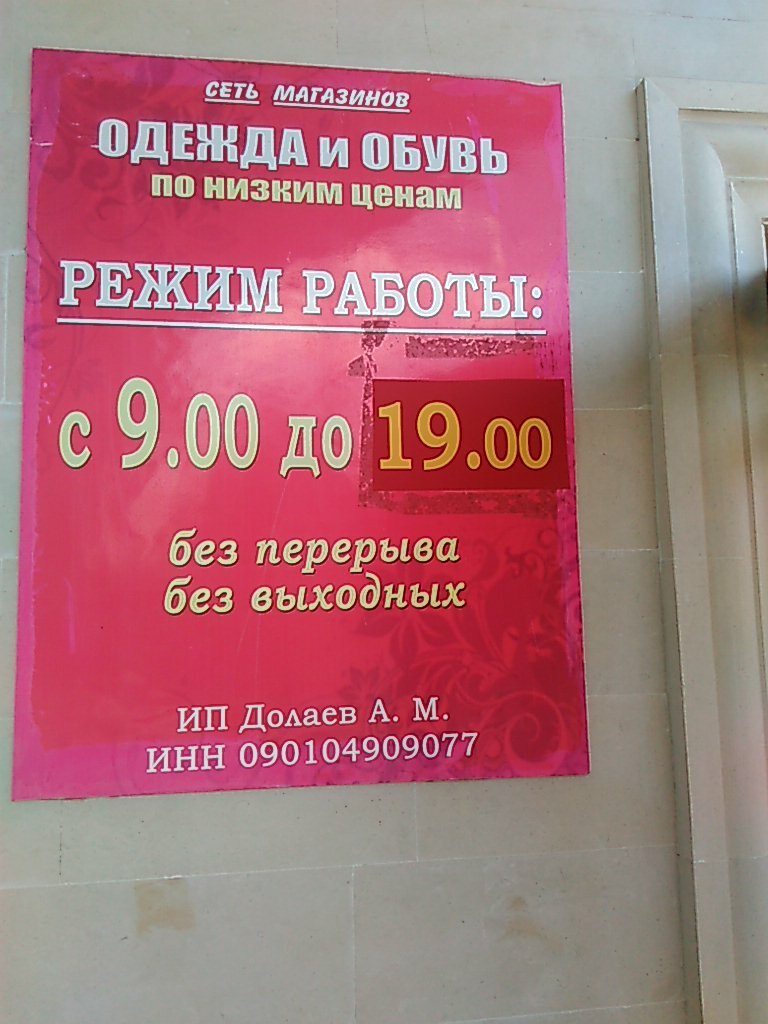 СЕТЬ МАГАЗИНОВ
ОДЕЖДА и ОБУВЬ
по низким ценам
РЕЖИМ РАБОТЫ:
с 9.00 до 19.00
без перерыва
без выходных
ИП Долаев А. М.
ИНН 090104909077